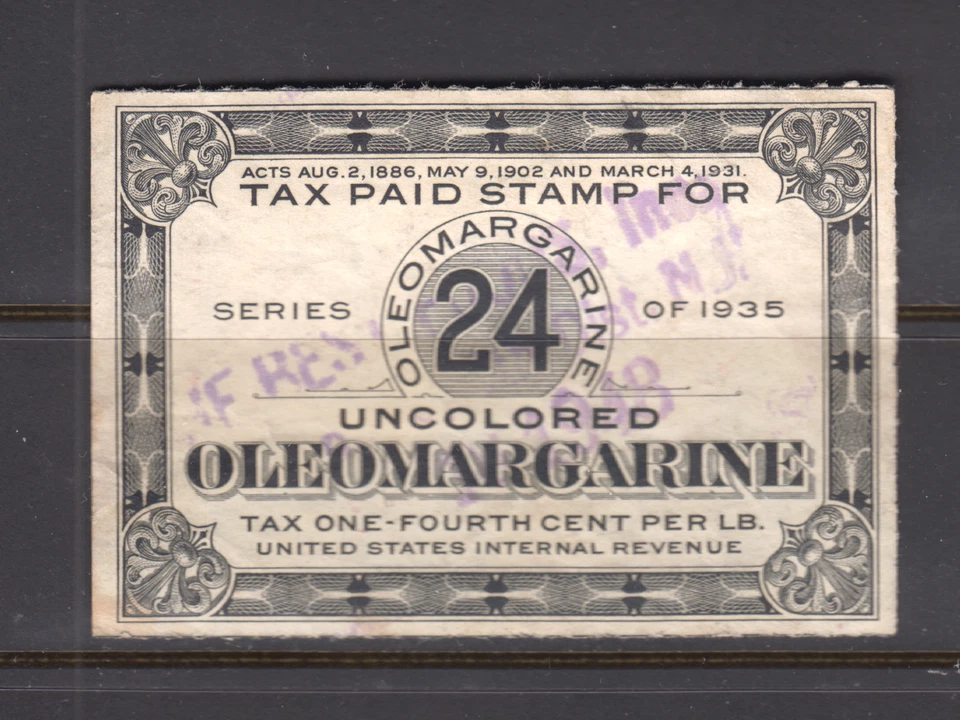 ACTS AUG. 2, 1886, MAY 9, 1902 AND MARCH 4, 1931.
TAX PAID STAMP FOR
OLEOMARGARINE
24
SERIES OF 1935
UNCOLORED
OLEOMARGARINE
TAX ONE-FOURTH CENT PER LB.
UNITED STATES INTERNAL REVENUE